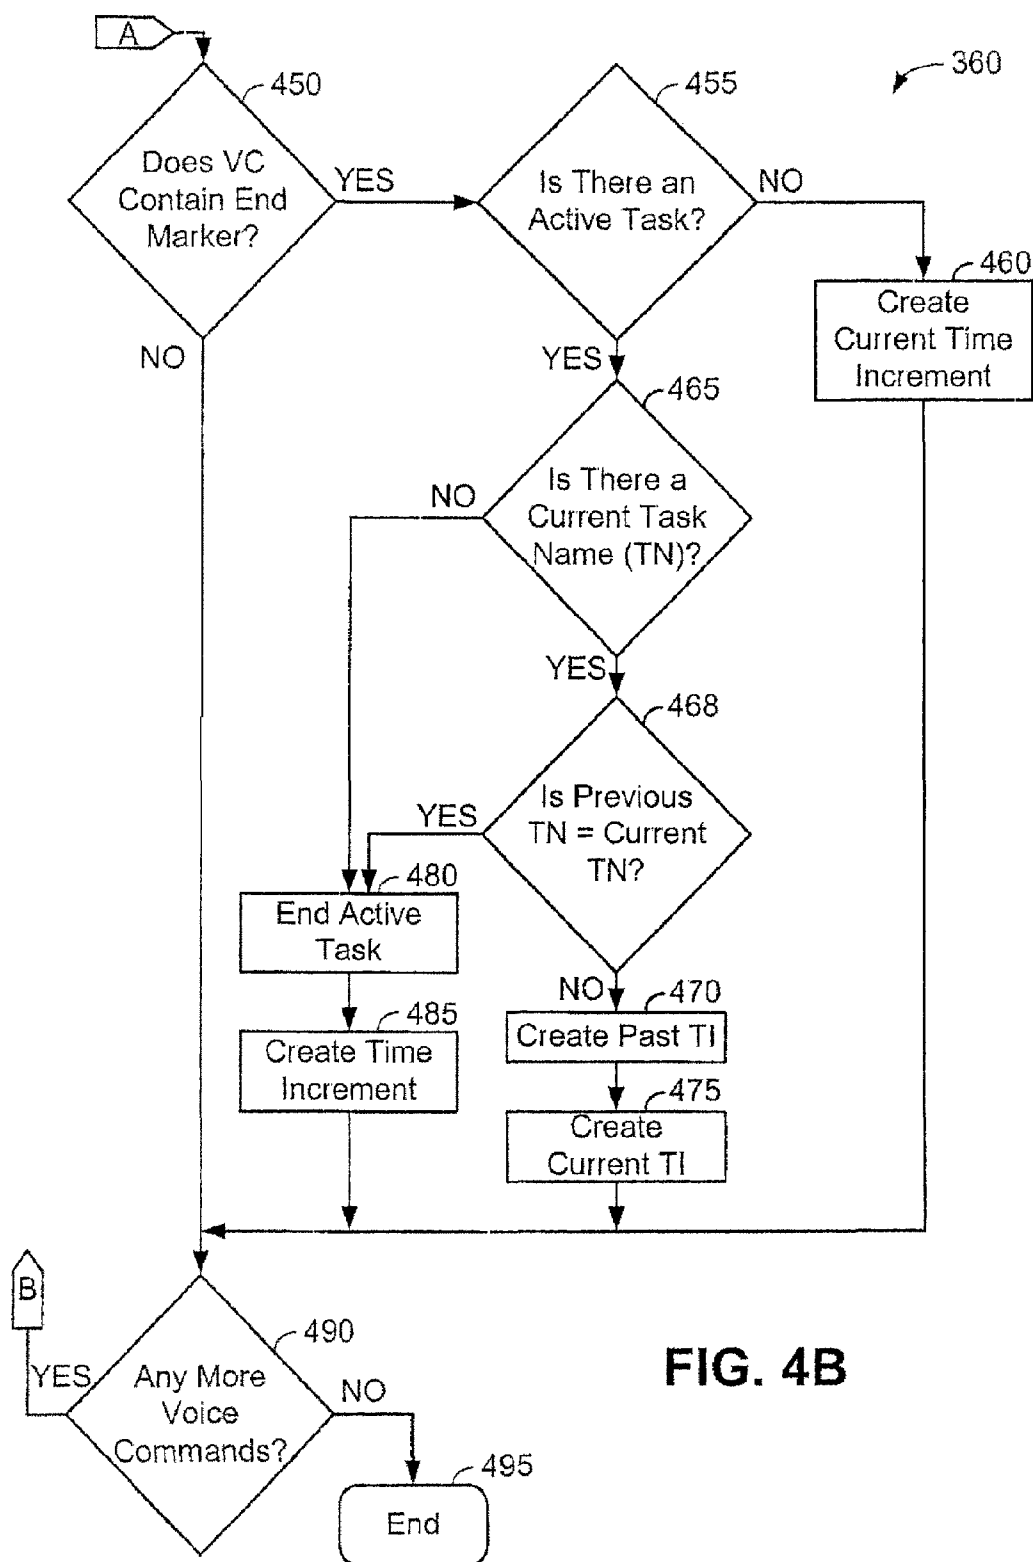 A
450
Does VC
Contain End
Marker?
YES
NO
455
Is There an
Active Task?
NO
YES
360
460
Create
Current Time
Increment
465
Is There a
Current Task
Name (TN)?
NO
YES
468
Is Previous
TN = Current
TN?
YES
NO
480
End Active
Task
485
Create Time
Increment
470
Create Past TI
475
Create
Current TI
B
490
Any More
Voice
Commands?
YES
NO
495
End
FIG. 4B